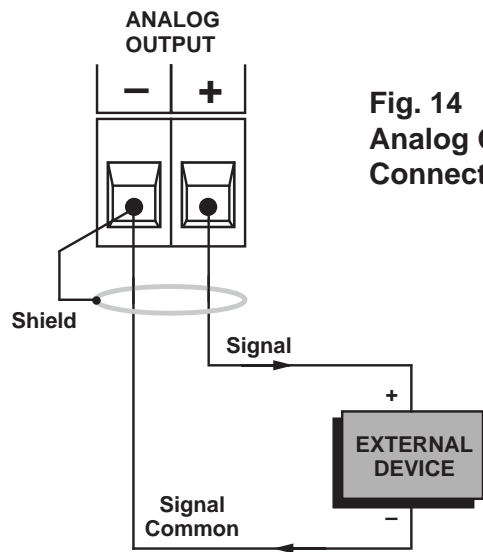 ANALOG
OUTPUT
– +
Fig. 14
Analog
Connect
Shield
Signal
+
EXTERNAL
DEVICE
–
Signal
Common